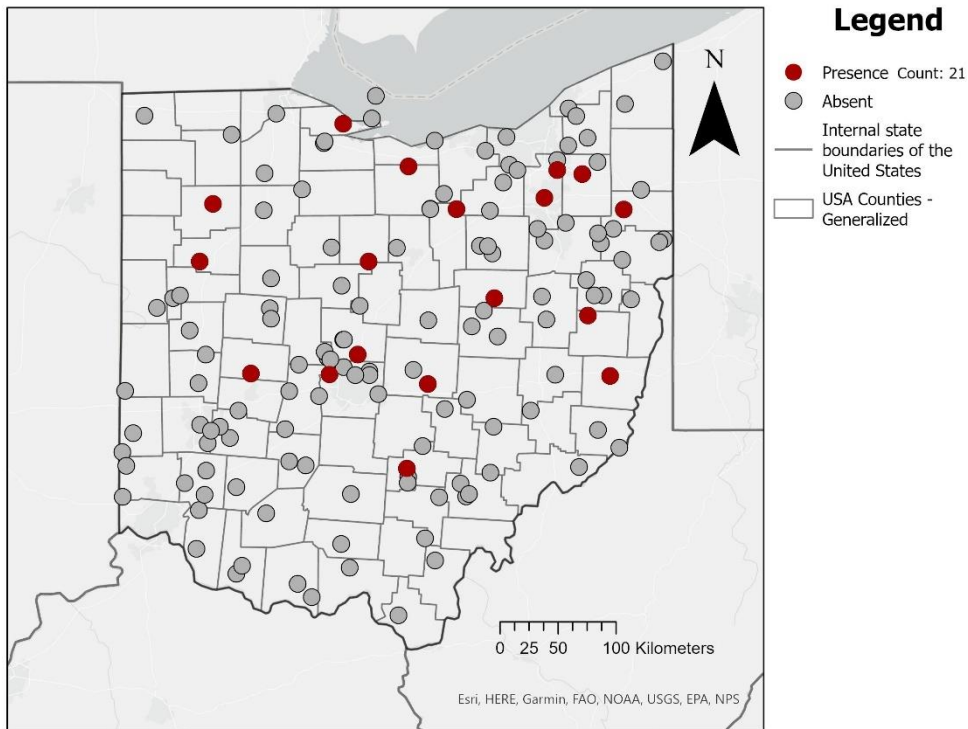 Legend
N
Presence Count: 21
Absent
Internal state
boundaries of the
United States
USA Counties -
Generalized
0 25 50 100 Kilometers
Esri, HERE, Garmin, FAO, NOAA, USGS, EPA, NPS